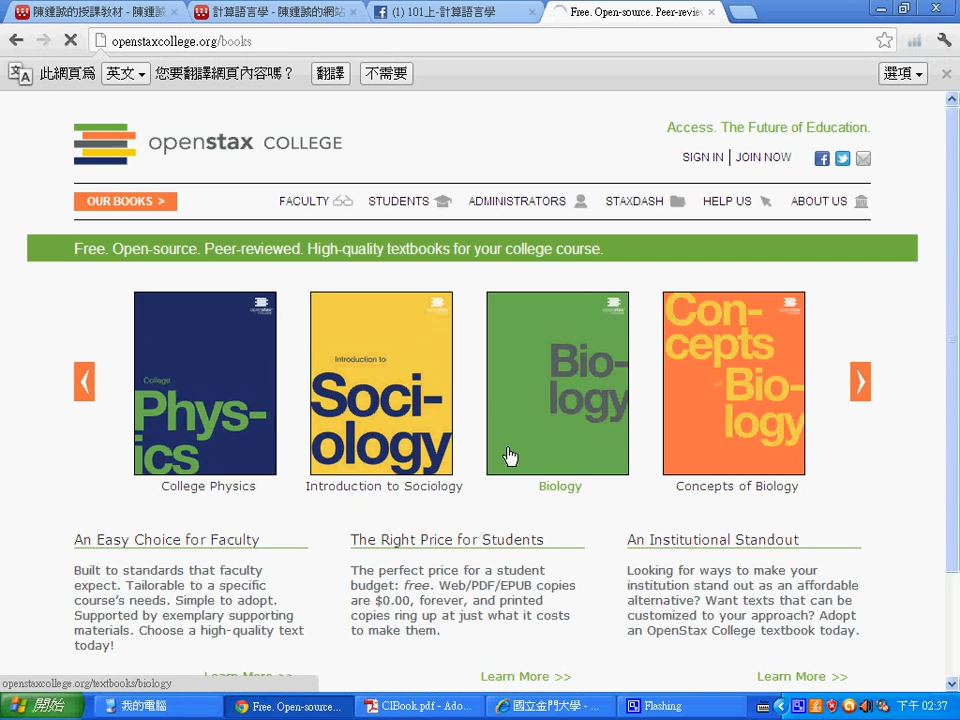 陳鍾誠的授課教材 - 陳鍾誠
計算語言學 - 陳鍾誠的網站
(1) 101上-計算語言學
Free. Open-source. Peer-revie
openstaxcollege.org/books
此網頁為 英文 您要翻譯網頁內容嗎？ 翻譯 不需要 選項
openstax COLLEGE
Access. The Future of Education.
SIGN IN | JOIN NOW
OUR BOOKS >
FACULTY STUDENTS ADMINISTRATORS STAXDASH HELP US ABOUT US
Free. Open-source. Peer-reviewed. High-quality textbooks for your college course.
College
Phys-
ics
Introduction to
Soci-
ology
Bio-
logy
Con-
cepts
of Bio-
logy
College Physics
Introduction to Sociology
Biology
Concepts of Biology
An Easy Choice for Faculty
Built to standards that faculty
expect. Tailorable to a specific
course's needs. Simple to adopt.
Supported by exemplary supporting
materials. Choose a high-quality text
today!
Learn More >>
The Right Price for Students
The perfect price for a student
budget: free. Web/PDF/EPUB copies
are $0.00, forever, and printed
copies ring up at just what it costs
to make them.
Learn More >>
An Institutional Standout
Looking for ways to make your
institution stand out as an affordable
alternative? Want texts that can be
customized to your approach? Adopt
an OpenStax College textbook today.
Learn More >>
openstaxcollege.org/textbooks/biology
開始
我的電腦
Free. Open-source...
CIBook.pdf - Ado...
國立金門大學 - ...
Flashing
下午 02:37